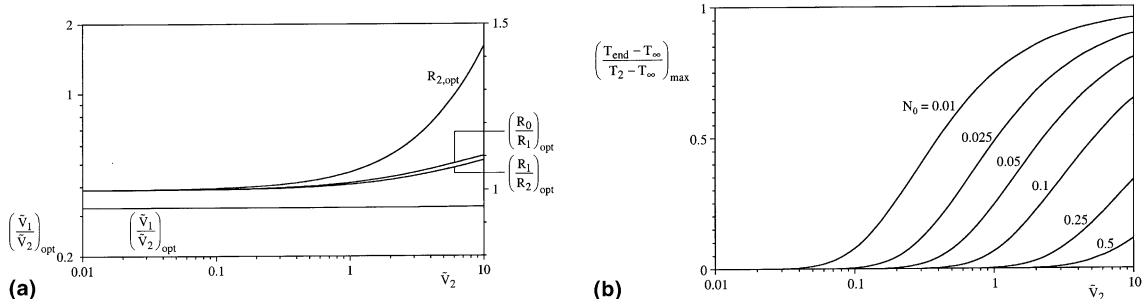 2
1
0.2
(Ṽ1/Ṽ2)opt
(Ṽ1/Ṽ2)opt
R2,opt
1.5
1
(R0/R1)opt
(R1/R2)opt
0.01
0.1
1
Ṽ2
10
(a)
1
0.5
0
((Tend − T∞)/(T2 − T∞))max
N0 = 0.01
0.025
0.05
0.1
0.25
0.5
0.01
0.1
1
Ṽ2
10
(b)